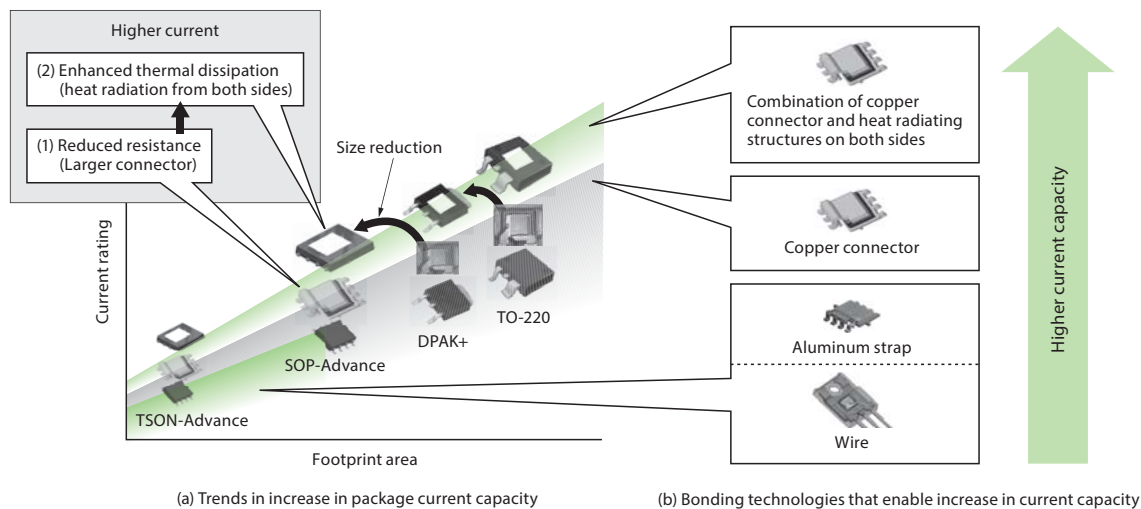 Higher current
(2) Enhanced thermal dissipation
(heat radiation from both sides)
(1) Reduced resistance
(Larger connector)
Size reduction
Current rating
TO-220
DPAK+
SOP-Advance
TSON-Advance
Footprint area
(a) Trends in increase in package current capacity
Combination of copper
connector and heat radiating
structures on both sides
Copper connector
Aluminum strap
Wire
Higher current capacity
(b) Bonding technologies that enable increase in current capacity